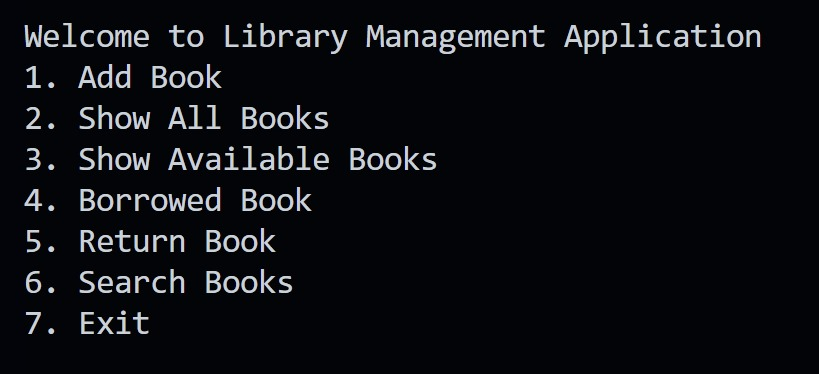 Welcome to Library Management Application
1. Add Book
2. Show All Books
3. Show Available Books
4. Borrowed Book
5. Return Book
6. Search Books
7. Exit